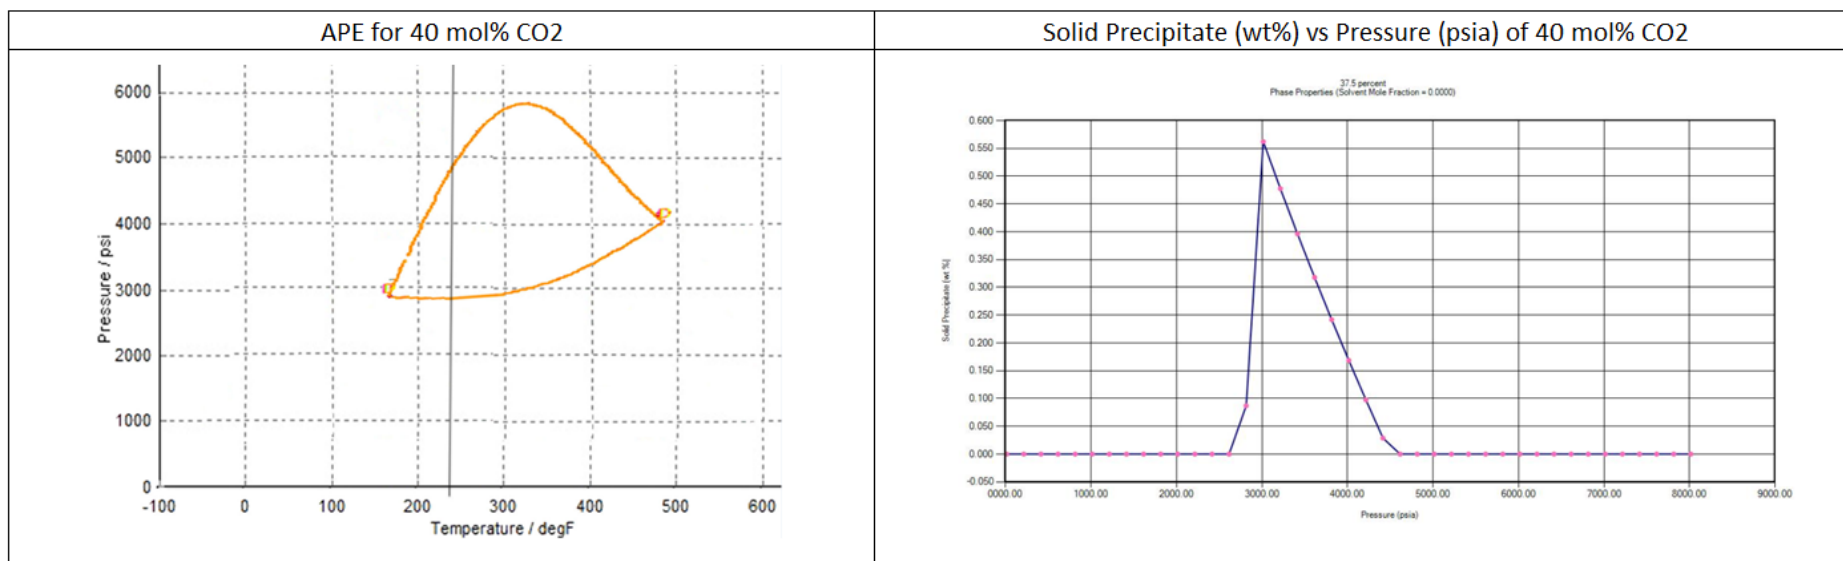 APE for 40 mol% CO2
Solid Precipitate (wt%) vs Pressure (psia) of 40 mol% CO2
6000
5000
4000
3000
2000
1000
0
Pressure / psi
-100 0 100 200 300 400 500 600
Temperature / degF
37.5 percent
Phase Properties (Solvent Mole Fraction = 0.0000)
0.600
0.550
0.500
0.450
0.400
0.350
0.300
0.250
0.200
0.150
0.100
0.050
0.000
-0.050
Solid Precipitate (wt %)
0000.00 1000.00 2000.00 3000.00 4000.00 5000.00 6000.00 7000.00 8000.00 9000.00
Pressure (psia)